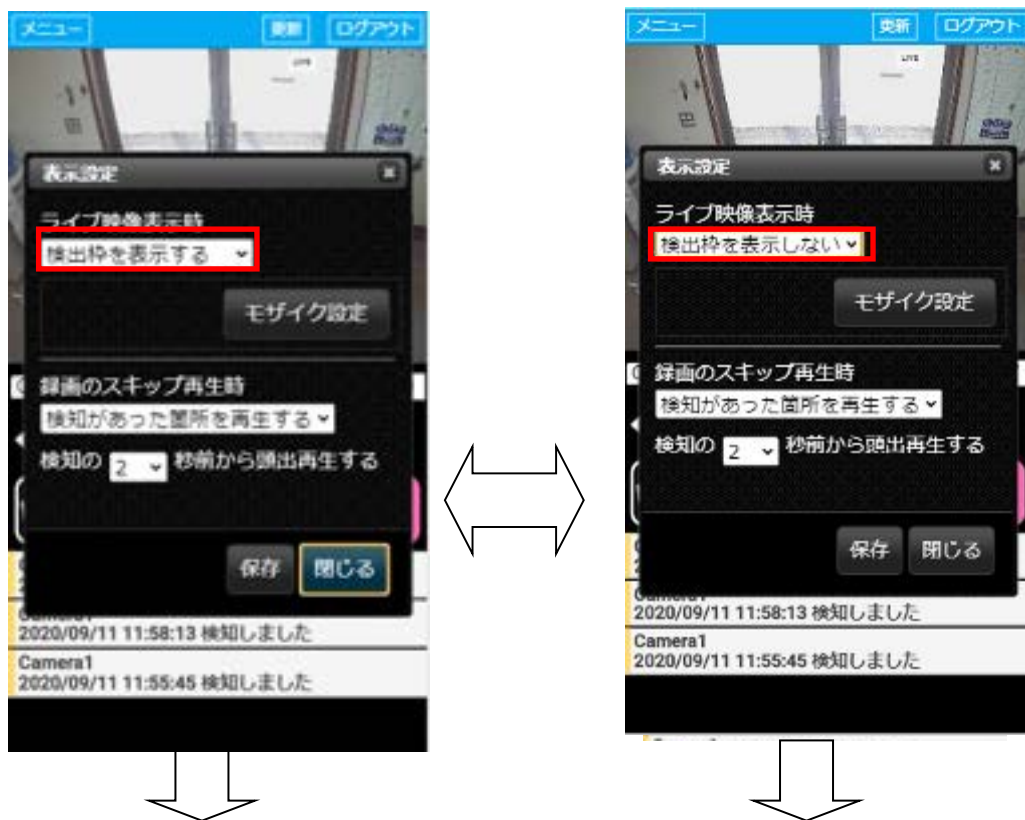 メニュー
更新
ログアウト
LIVE
表示設定
ライブ映像表示時
検出枠を表示する
モザイク設定
録画のスキップ再生時
検知があった箇所を再生する
検知の 2 秒前から頭出再生する
保存
閉じる
2020/09/11 11:58:13 検知しました
Camera1
2020/09/11 11:55:45 検知しました
メニュー
更新
ログアウト
LIVE
表示設定
ライブ映像表示時
検出枠を表示しない
モザイク設定
録画のスキップ再生時
検知があった箇所を再生する
検知の 2 秒前から頭出再生する
保存
閉じる
Camera1
2020/09/11 11:58:13 検知しました
Camera1
2020/09/11 11:55:45 検知しました